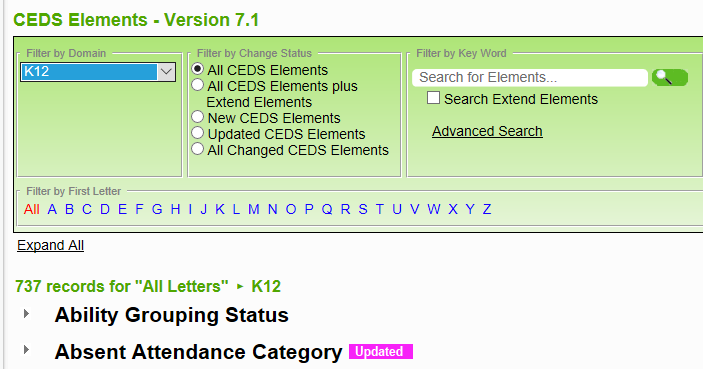 CEDS Elements - Version 7.1
Filter by Domain
K12
Filter by Change Status
All CEDS Elements
All CEDS Elements plus
Extend Elements
New CEDS Elements
Updated CEDS Elements
All Changed CEDS Elements
Filter by Key Word
Search for Elements...
Search Extend Elements
Advanced Search
Filter by First Letter
All A B C D E F G H I J K L M N O P Q R S T U V W X Y Z
Expand All
737 records for "All Letters" ► K12
Ability Grouping Status
Absent Attendance Category Updated